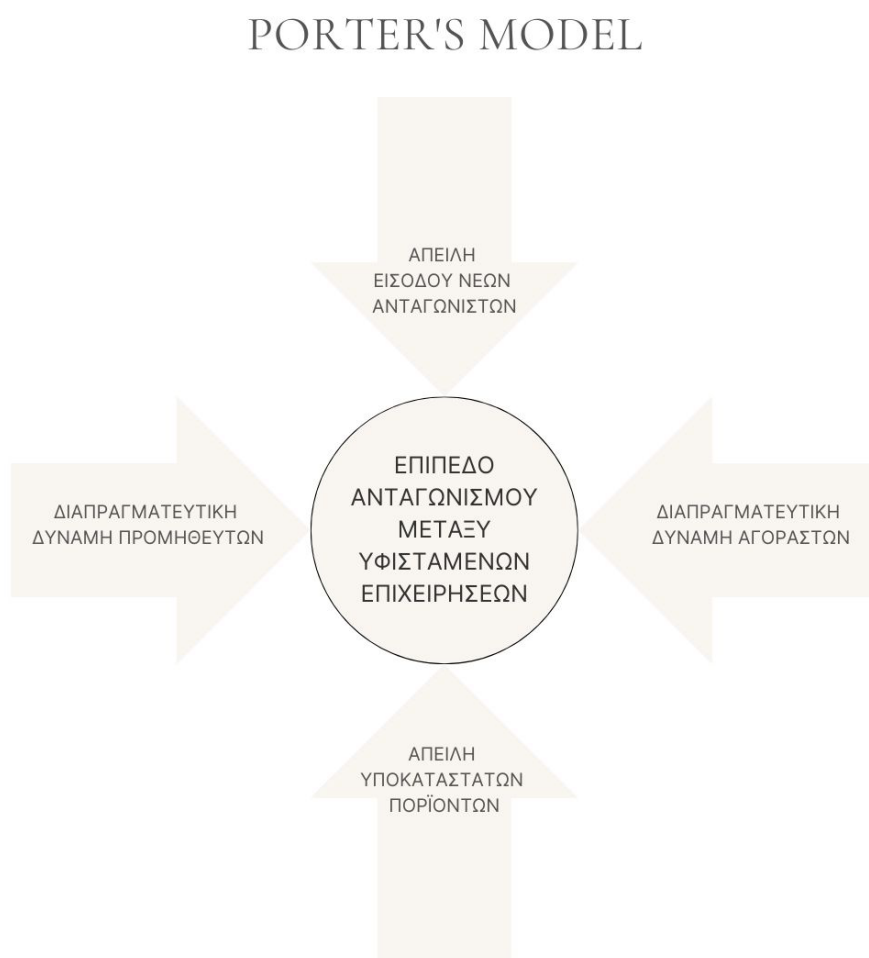 PORTER'S MODEL
ΑΠΕΙΛΗ
ΕΙΣΟΔΟΥ ΝΕΩΝ
ΑΝΤΑΓΩΝΙΣΤΩΝ
ΔΙΑΠΡΑΓΜΑΤΕΥΤΙΚΗ
ΔΥΝΑΜΗ ΠΡΟΜΗΘΕΥΤΩΝ
ΕΠΙΠΕΔΟ
ΑΝΤΑΓΩΝΙΣΜΟΥ
ΜΕΤΑΞΥ
ΥΦΙΣΤΑΜΕΝΩΝ
ΕΠΙΧΕΙΡΗΣΕΩΝ
ΔΙΑΠΡΑΓΜΑΤΕΥΤΙΚΗ
ΔΥΝΑΜΗ ΑΓΟΡΑΣΤΩΝ
ΑΠΕΙΛΗ
ΥΠΟΚΑΤΑΣΤΑΤΩΝ
ΠΟΡΪΟΝΤΩΝ